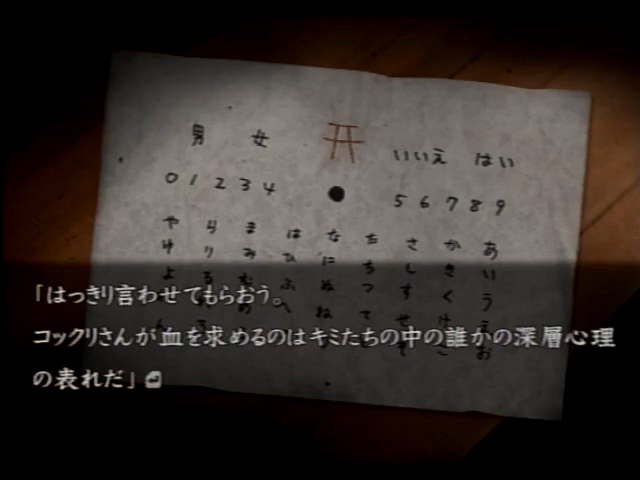 男 女 いいえ はい
0 1 2 3 4 5 6 7 8 9
や ら ま は な た さ か あ
ゆ り み ひ に ち し き い
よ る む ふ ぬ つ す く う
「はっきり言わせてもらおう。
コックリさんが血を求めるのはキミたちの中の誰かの深層心理
の表れだ」